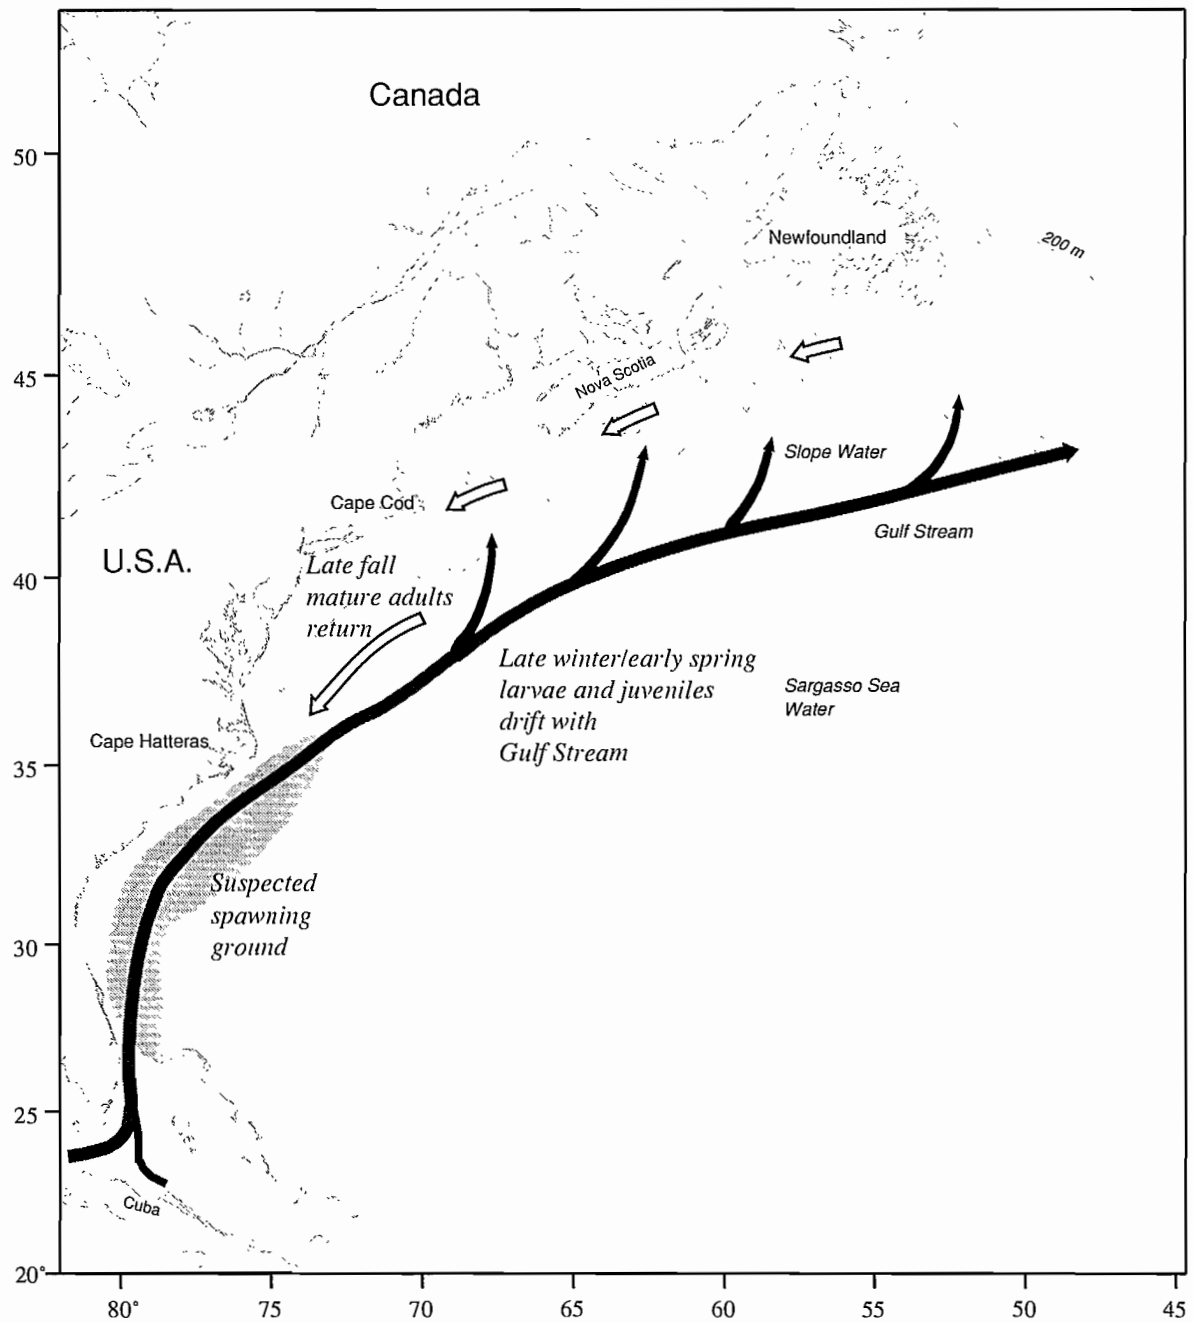 Canada
50
Newfoundland
200 m
45
Nova Scotia
Slope Water
Cape Cod
Gulf Stream
U.S.A.
Late fall
mature adults
return
40
Late winter/early spring
larvae and juveniles
drift with
Gulf Stream
Sargasso Sea
Water
Cape Hatteras
35
Suspected
spawning
ground
30
25
Cuba
20°
80°
75
70
65
60
55
50
45